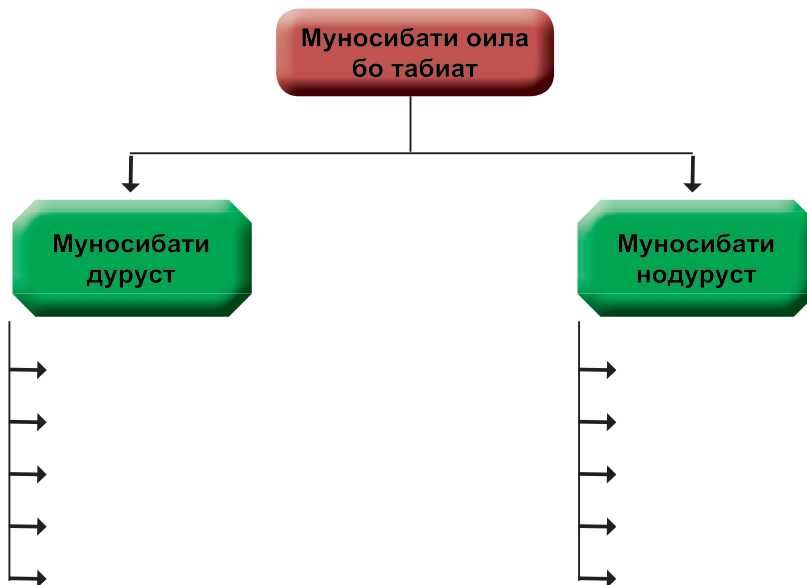 Муносибати оила
бо табиат
Муносибати
дуруст
Муносибати
нодуруст